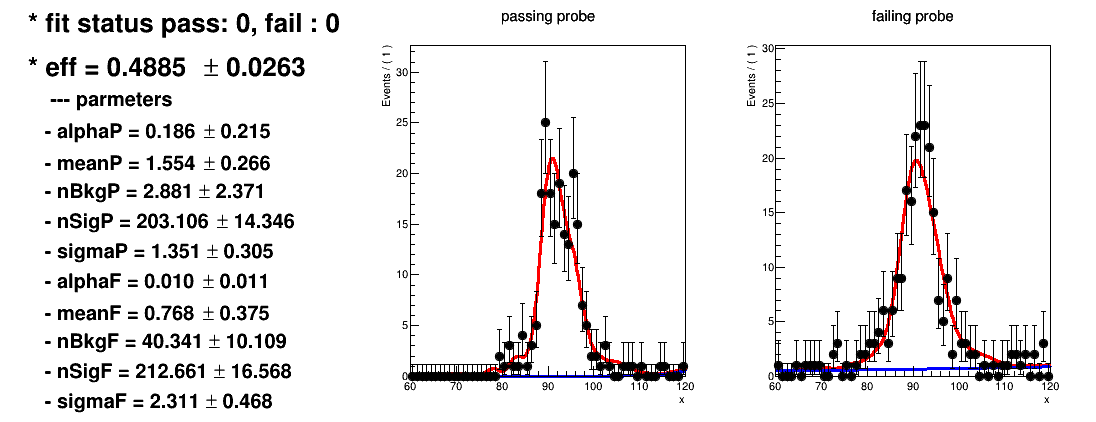 * fit status pass: 0, fail : 0
* eff = 0.4885 ± 0.0263
--- parmeters
- alphaP = 0.186 ± 0.215
- meanP = 1.554 ± 0.266
- nBkgP = 2.881 ± 2.371
- nSigP = 203.106 ± 14.346
- sigmaP = 1.351 ± 0.305
- alphaF = 0.010 ± 0.011
- meanF = 0.768 ± 0.375
- nBkgF = 40.341 ± 10.109
- nSigF = 212.661 ± 16.568
- sigmaF = 2.311 ± 0.468
passing probe
Events / ( 1 )
30
25
20
15
10
5
0
60 70 80 90 100 110 120
x
failing probe
Events / ( 1 )
30
25
20
15
10
5
0
60 70 80 90 100 110 120
x